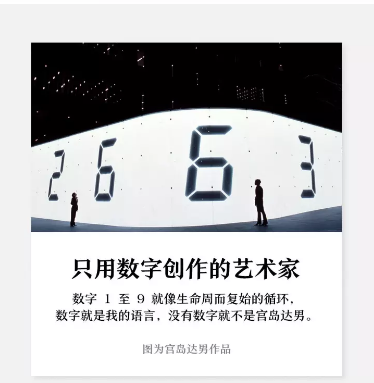 2 6 6 3
只用数字创作的艺术家
数字 1 至 9 就像生命周而复始的循环，
数字就是我的语言，没有数字就不是宫岛达男。
图为宫岛达男作品